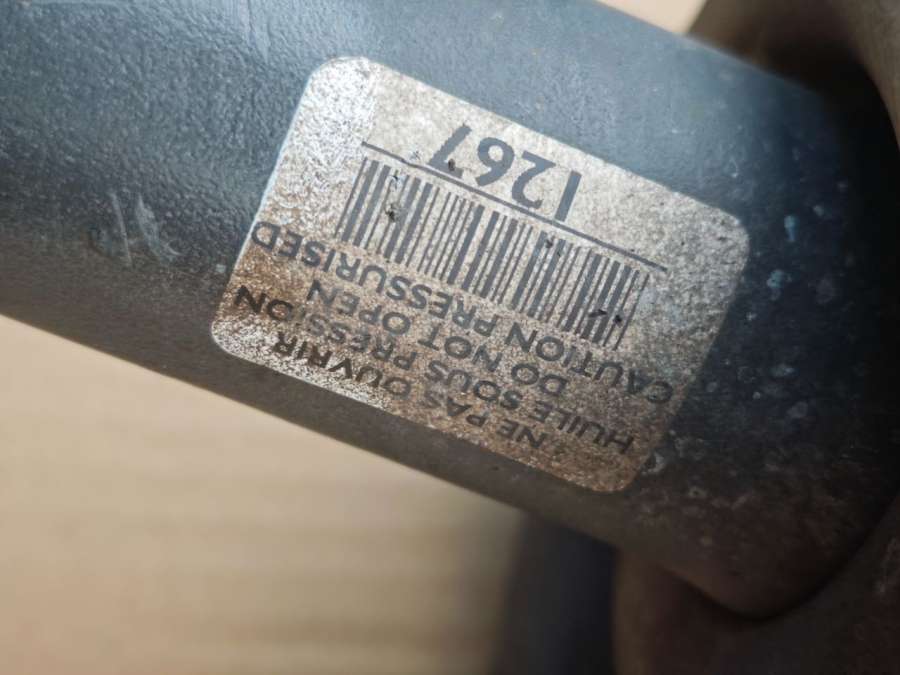 NE PAS OUVRIR
HUILE SOUS PRESSION
DO NOT OPEN
CAUTION PRESSURISED
1267